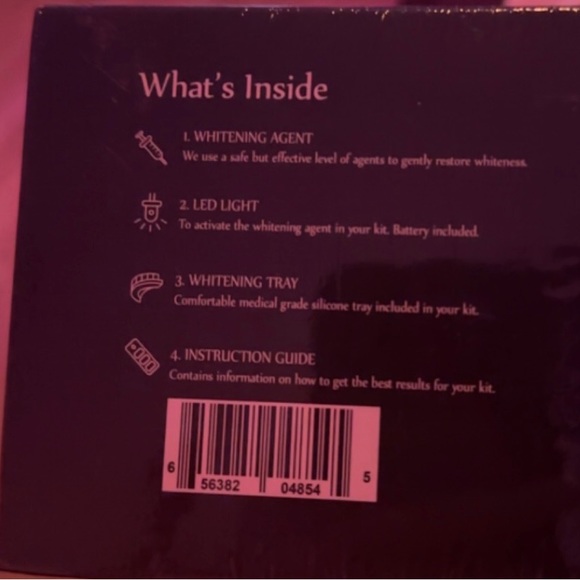 What's Inside
1. WHITENING AGENT
We use a safe but effective level of agents to gently restore whiteness.
2. LED LIGHT
To activate the whitening agent in your kit. Battery included.
3. WHITENING TRAY
Comfortable medical grade silicone tray included in your kit.
4. INSTRUCTION GUIDE
Contains information on how to get the best results for your kit.
6 56382 04854 5